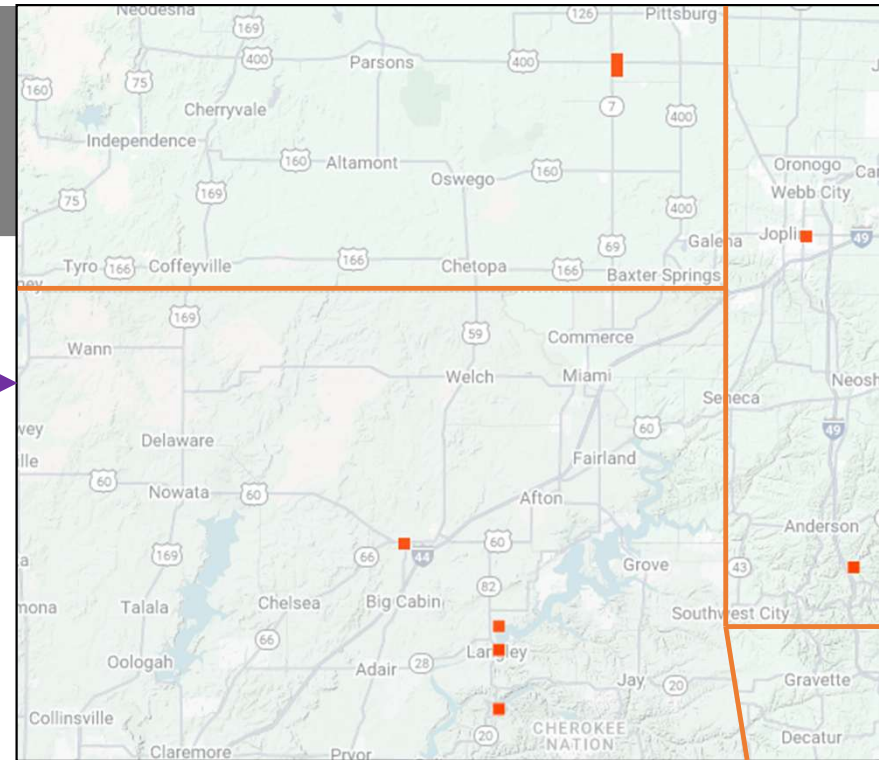 Neodesha
169
126
Pittsburg
400
Parsons
400
160
75
7
Cherryvale
400
Independence
160
Altamont
160
Oronogo
Oswego
Webb City
75
169
400
69
Galena
Joplin
49
Tyro
166
Coffeyville
166
Chetopa
166
Baxter Springs
ney
169
59
Commerce
Wann
Welch
Miami
Seneca
Neosh
wey
60
49
Delaware
Fairland
lle
60
Nowata
60
Afton
Anderson
169
66
44
60
Grove
43
82
mona
Talala
Chelsea
Big Cabin
Southwest City
66
Langley
Oologah
Adair
28
Jay
20
Gravette
Collinsville
20
CHEROKEE
NATION
Decatur
Claremore
Pryor